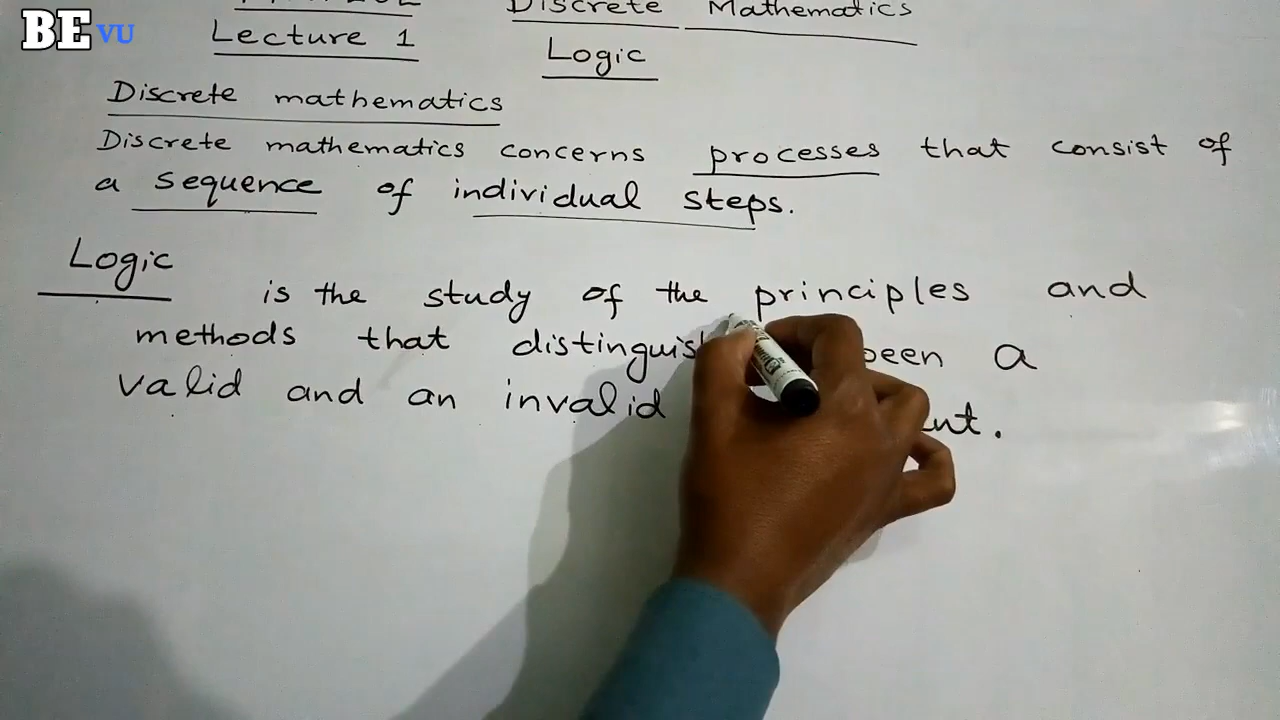 BE VU
Discrete Mathematics
Lecture 1
Logic
Discrete mathematics
Discrete mathematics concerns processes that consist of
a sequence of individual steps.
Logic is the study of the principles and
methods that distinguish a
valid and an invalid